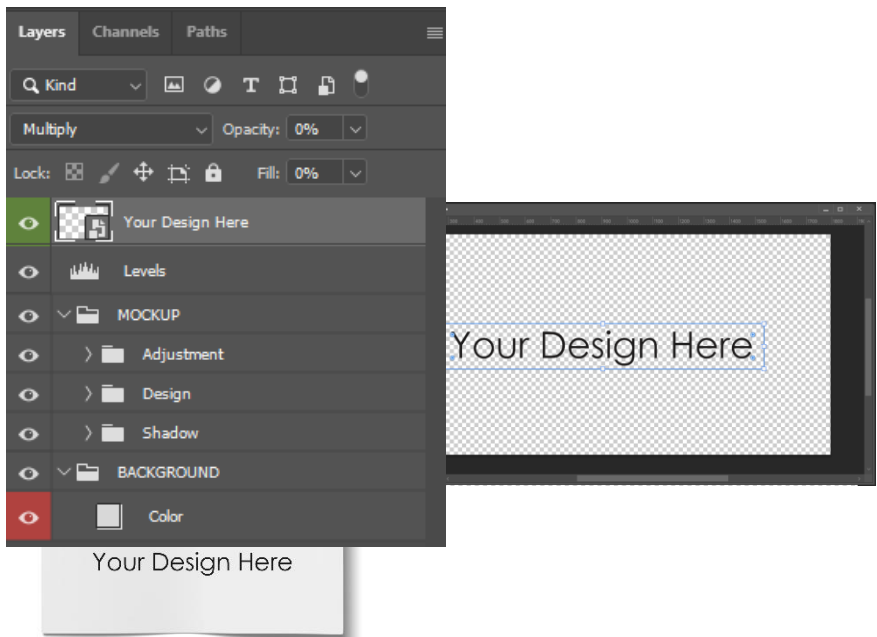 Layers Channels Paths
Kind
Multiply Opacity: 0%
Lock: Fill: 0%
Your Design Here
Levels
MOCKUP
Adjustment
Design
Shadow
BACKGROUND
Color
Your Design Here
Your Design Here